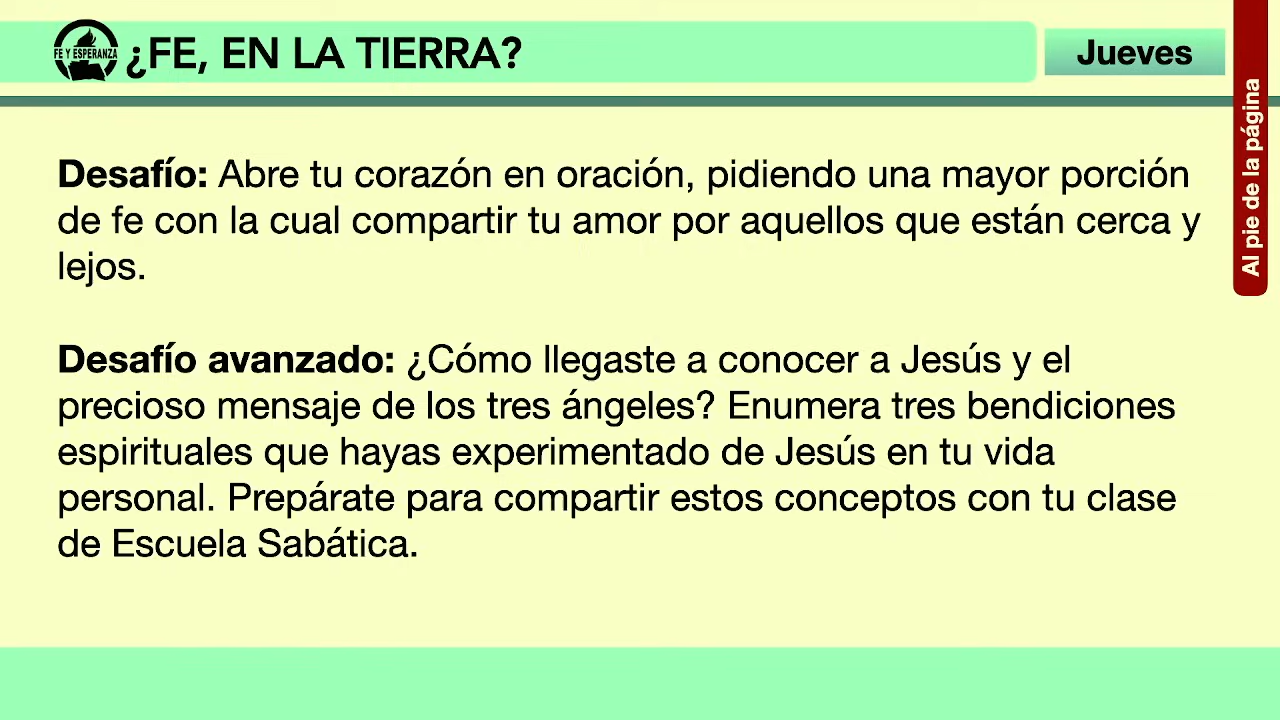 FE Y ESPERANZA
¿FE, EN LA TIERRA?
Jueves
Al pie de la página
Desafío: Abre tu corazón en oración, pidiendo una mayor porción
de fe con la cual compartir tu amor por aquellos que están cerca y
lejos.
Desafío avanzado: ¿Cómo llegaste a conocer a Jesús y el
precioso mensaje de los tres ángeles? Enumera tres bendiciones
espirituales que hayas experimentado de Jesús en tu vida
personal. Prepárate para compartir estos conceptos con tu clase
de Escuela Sabática.